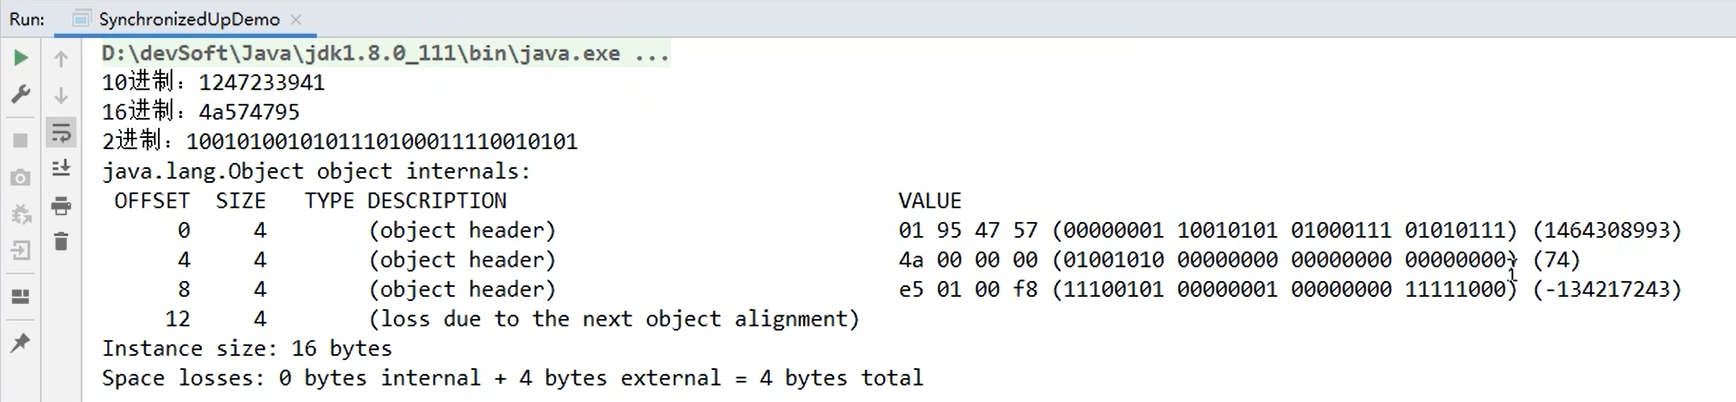 Run: SynchronizedUpDemo ×
D:\devSoft\Java\jdk1.8.0_111\bin\java.exe ...
10进制：1247233941
16进制：4a574795
2进制：1001010010101110100011110010101
java.lang.Object object internals:
OFFSET SIZE TYPE DESCRIPTION VALUE
0 4 (object header) 01 95 47 57 (00000001 10010101 01000111 01010111) (1464308993)
4 4 (object header) 4a 00 00 00 (01001010 00000000 00000000 00000000) (74)
8 4 (object header) e5 01 00 f8 (11100101 00000001 00000000 11111000) (-134217243)
12 4 (loss due to the next object alignment)
Instance size: 16 bytes
Space losses: 0 bytes internal + 4 bytes external = 4 bytes total